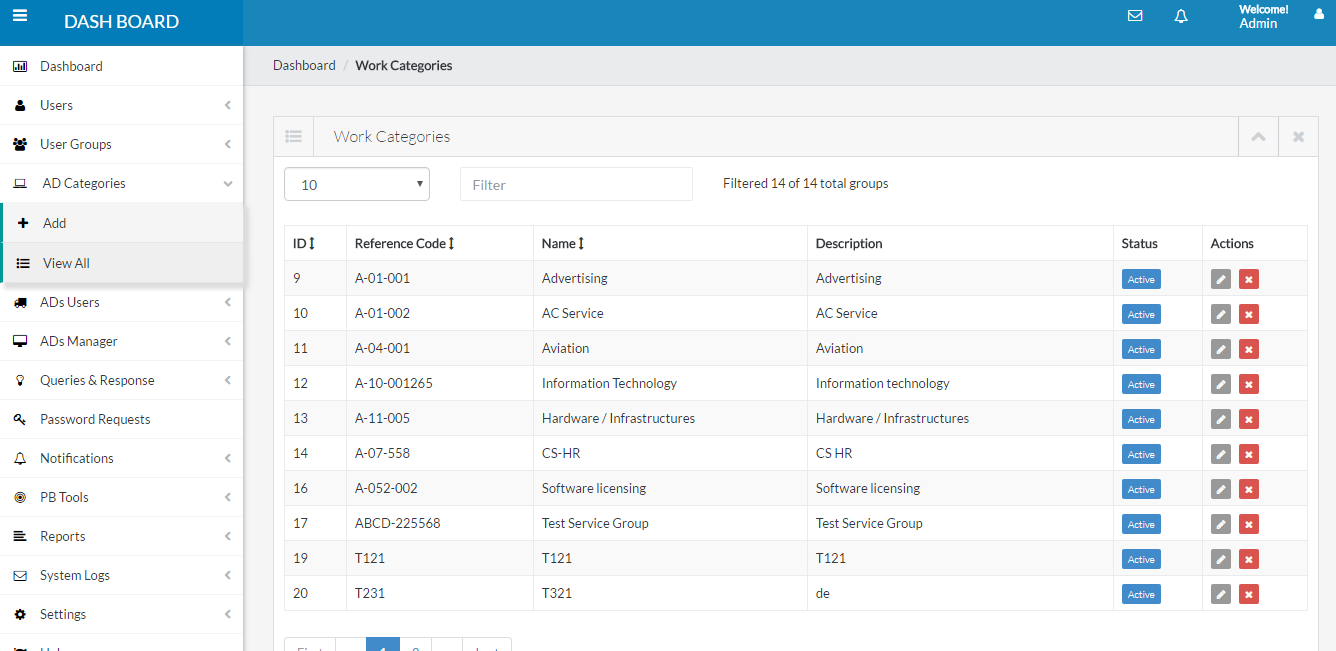 DASH BOARD
Welcome!
Admin
Dashboard
Users
User Groups
AD Categories
Add
View All
ADs Users
ADs Manager
Queries & Response
Password Requests
Notifications
PB Tools
Reports
System Logs
Settings
Dashboard / Work Categories
Work Categories
10 Filter Filtered 14 of 14 total groups
ID Reference Code Name Description Status Actions
9 A-01-001 Advertising Advertising Active
10 A-01-002 AC Service AC Service Active
11 A-04-001 Aviation Aviation Active
12 A-10-001265 Information Technology Information technology Active
13 A-11-005 Hardware / Infrastructures Hardware / Infrastructures Active
14 A-07-558 CS-HR CS HR Active
16 A-052-002 Software licensing Software licensing Active
17 ABCD-225568 Test Service Group Test Service Group Active
19 T121 T121 T121 Active
20 T231 T321 de Active